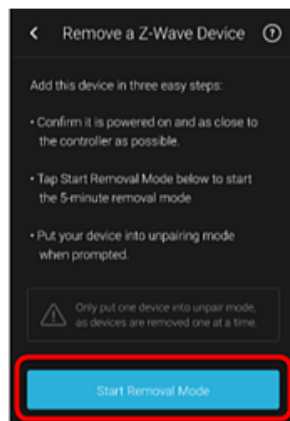 Remove a Z-Wave Device
Add this device in three easy steps:
• Confirm it is powered on and as close to
the controller as possible.
• Tap Start Removal Mode below to start
the 5-minute removal mode
• Put your device into unpairing mode
when prompted.
Only put one device into unpair mode,
as devices are removed one at a time.
Start Removal Mode